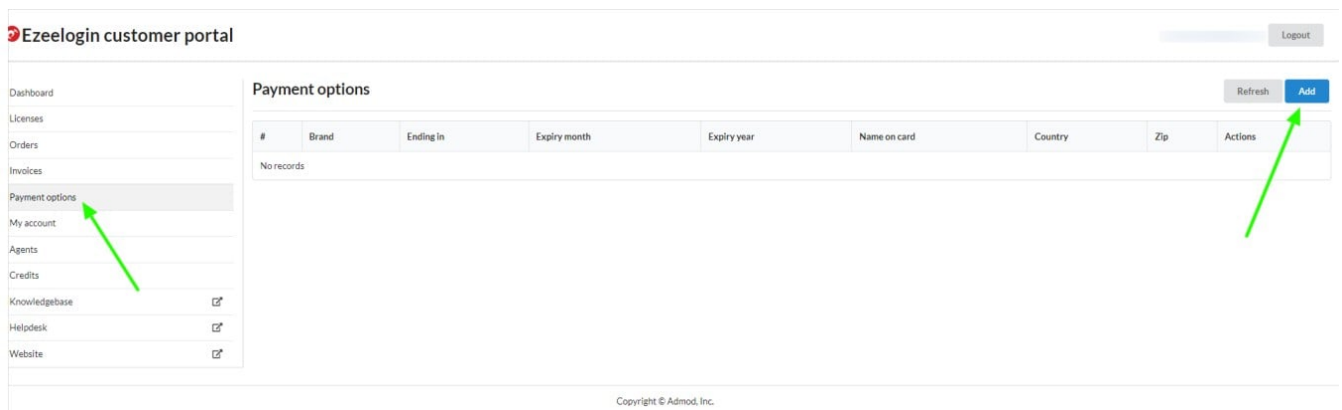 Ezeelogin customer portal
Logout
Dashboard
Licenses
Orders
Invoices
Payment options
My account
Agents
Credits
Knowledgebase
Helpdesk
Website
Payment options
Refresh Add
# Brand Ending in Expiry month Expiry year Name on card Country Zip Actions
No records
Copyright © Admod, Inc.